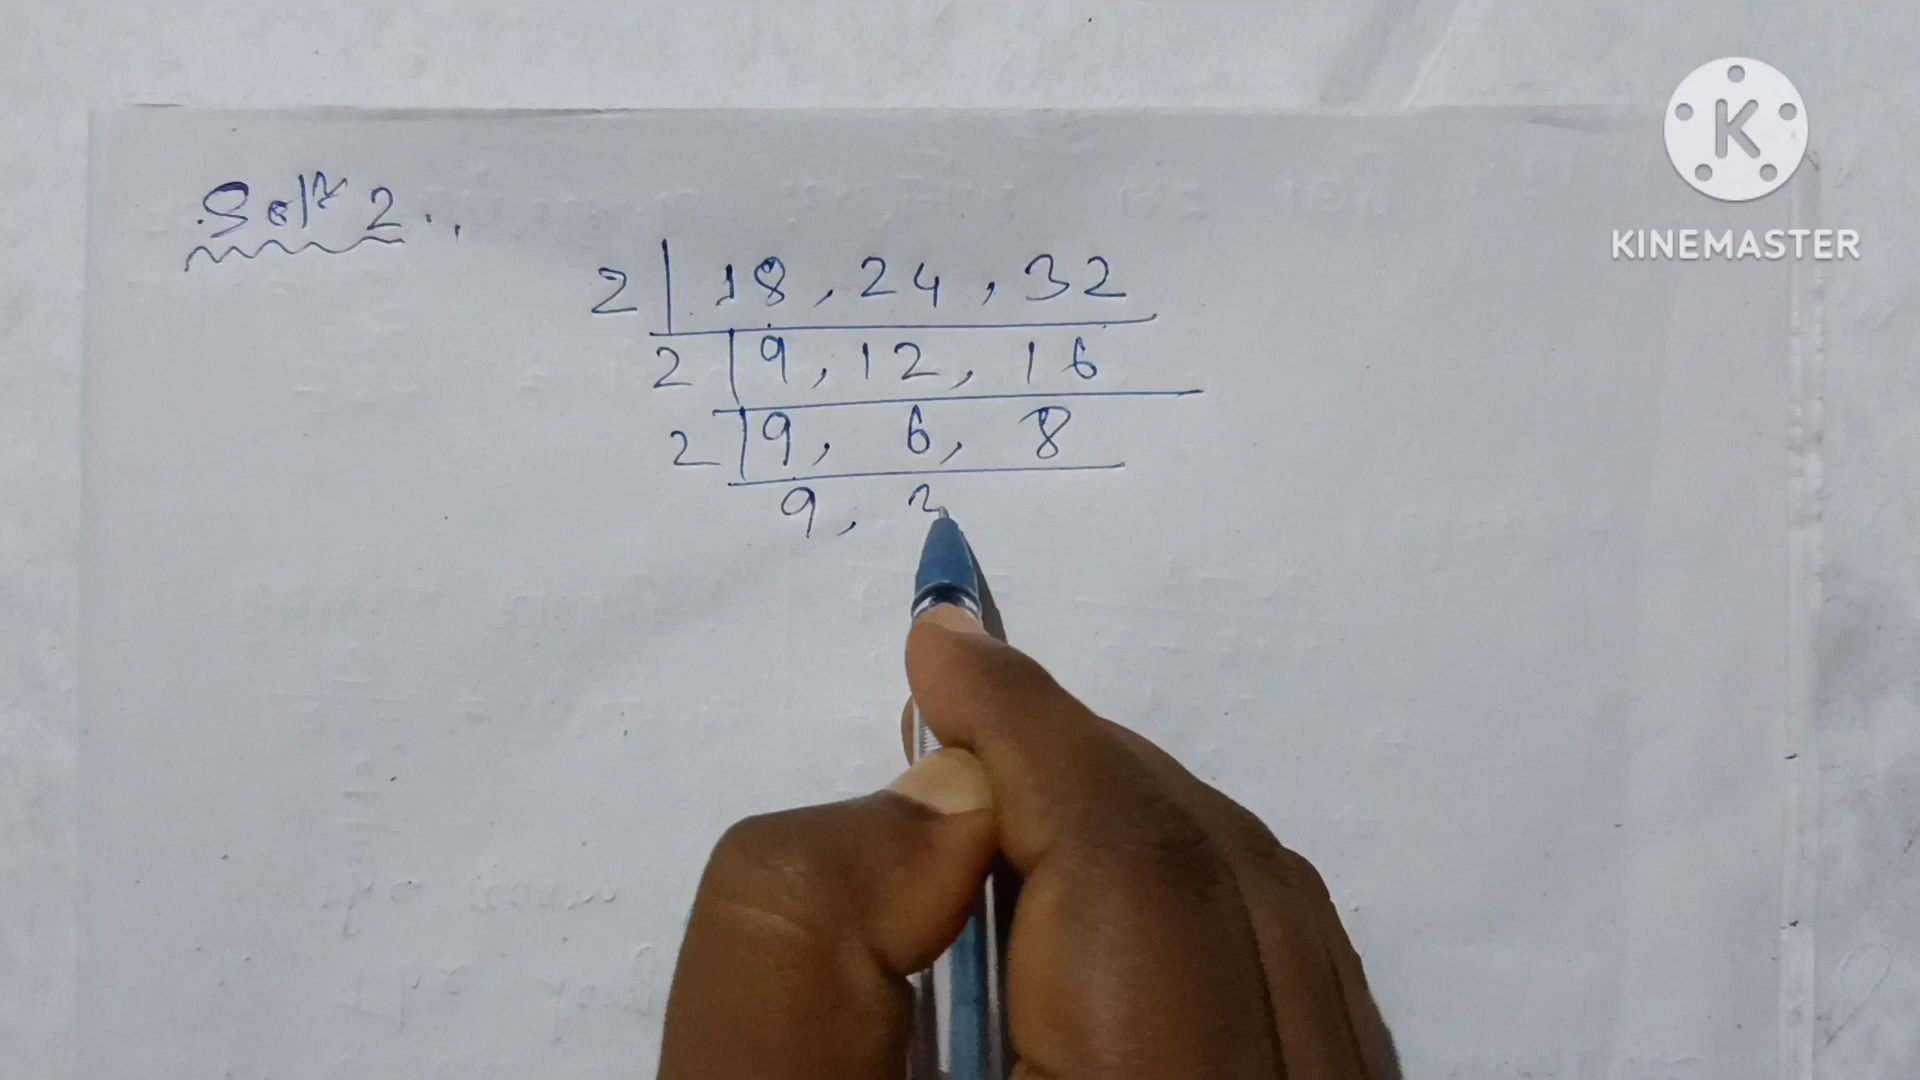 Solⁿ 2..
2 | 18, 24, 32
2 | 9, 12, 16
2 | 9, 6, 8
9, 3
K
KINEMASTER